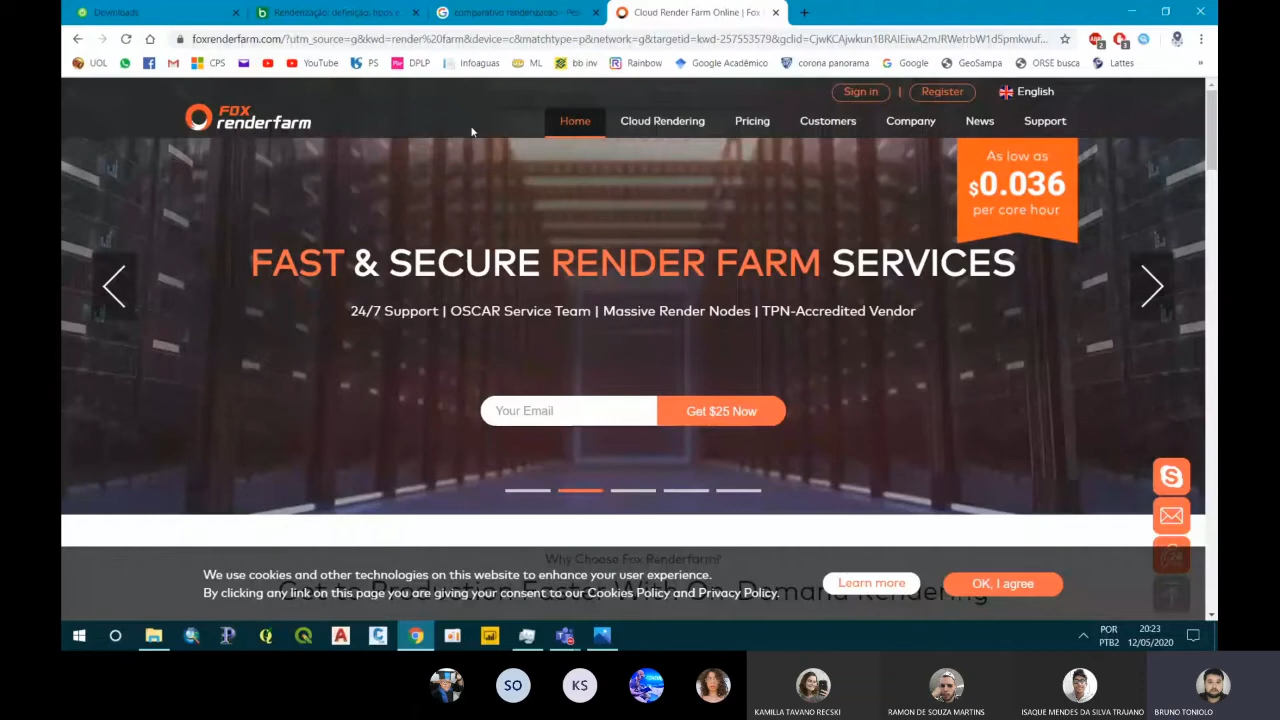 Downloads
Renderização: definição, tipos e
comparativo renderizacao - Pes
Cloud Render Farm Online | Fox
foxrenderfarm.com/?utm_source=g&kwd=render%20farm&device=c&matchtype=p&network=g&targetid=kwd-257553579&gclid=CjwKCAjwkun1BRAIEiwA2mJRWetrbW1d5pmkwuf...
UOL
CPS
YouTube
PS
DPLP
Infoaguas
ML
bb inv
Rainbow
Google Acadêmico
corona panorama
Google
GeoSampa
ORSE busca
Lattes
Sign in | Register English
FOX
renderfarm
Home Cloud Rendering Pricing Customers Company News Support
As low as
$0.036
per core hour
FAST & SECURE RENDER FARM SERVICES
24/7 Support | OSCAR Service Team | Massive Render Nodes | TPN-Accredited Vendor
Your Email Get $25 Now
Why Choose Fox Renderfarm?
We use cookies and other technologies on this website to enhance your user experience.
By clicking any link on this page you are giving your consent to our Cookies Policy and Privacy Policy.
Learn more OK, I agree
POR
PTB2
20:23
12/05/2020
SO
KS
KAMILLA TAVANO RECSKI
RAMON DE SOUZA MARTINS
ISAQUE MENDES DA SILVA TRAJANO
BRUNO TONIOLO